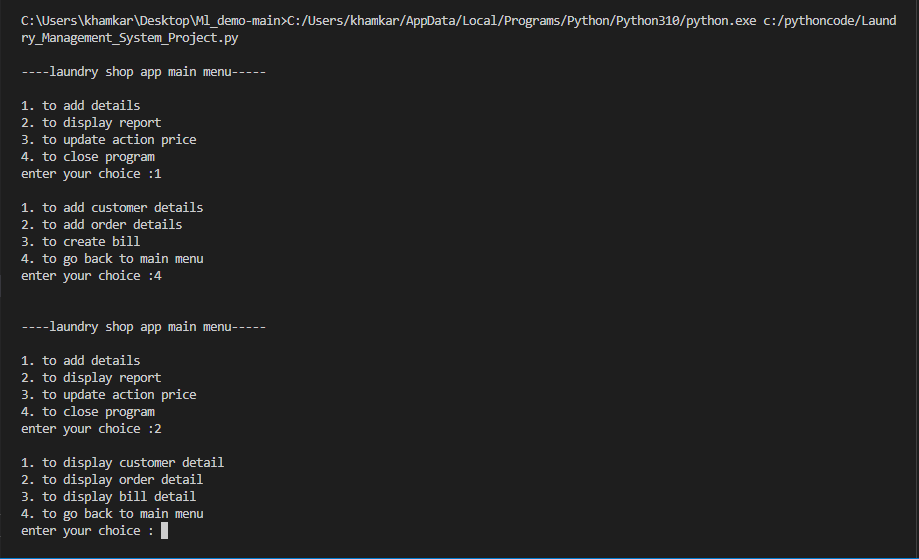 C:\Users\khamkar\Desktop\Ml_demo-main>C:/Users/khamkar/AppData/Local/Programs/Python/Python310/python.exe c:/pythoncode/Laund
ry_Management_System_Project.py
----laundry shop app main menu-----
1. to add details
2. to display report
3. to update action price
4. to close program
enter your choice :1
1. to add customer details
2. to add order details
3. to create bill
4. to go back to main menu
enter your choice :4
----laundry shop app main menu-----
1. to add details
2. to display report
3. to update action price
4. to close program
enter your choice :2
1. to display customer detail
2. to display order detail
3. to display bill detail
4. to go back to main menu
enter your choice :